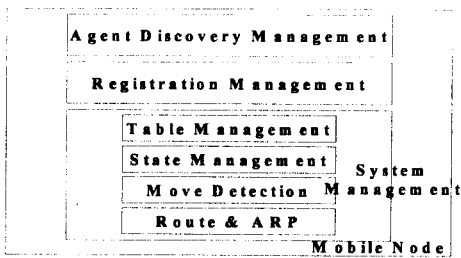 Agent Discovery Management
Registration Management
Table Management
State Management
Move Detection
Route & ARP
System
Management
Mobile Node